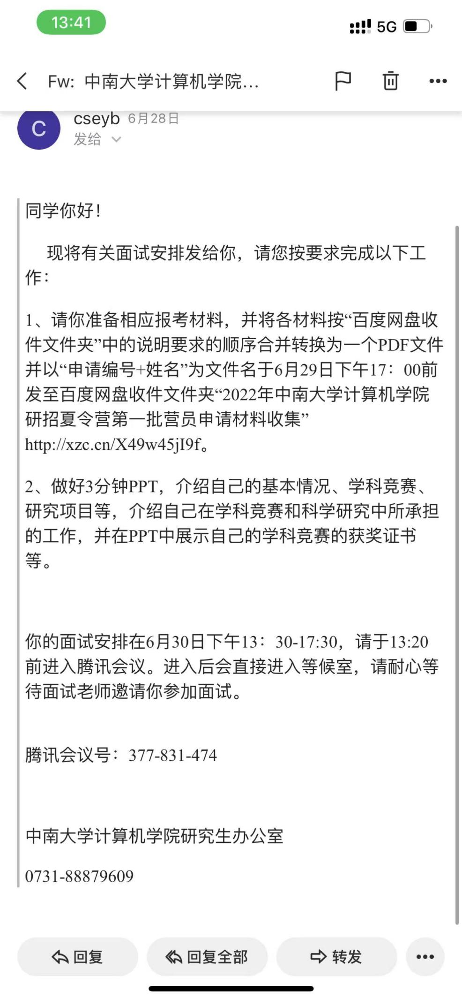 13:41
5G
Fw: 中南大学计算机学院...
C
cseyb 6月28日
发给
同学你好！
现将有关面试安排发给你，请您按要求完成以下工
作：
1、请你准备相应报考材料，并将各材料按“百度网盘收
件文件夹”中的说明要求的顺序合并转换为一个PDF文件
并以“申请编号+姓名”为文件名于6月29日下午17：00前
发至百度网盘收件文件夹“2022年中南大学计算机学院
研招夏令营第一批营员申请材料收集”
http://xzc.cn/X49w45jI9f。
2、做好3分钟PPT，介绍自己的基本情况、学科竞赛、
研究项目等，介绍自己在学科竞赛和科学研究中所承担
的工作，并在PPT中展示自己的学科竞赛的获奖证书
等。
你的面试安排在6月30日下午13：30-17:30，请于13:20
前进入腾讯会议。进入后会直接进入等候室，请耐心等
待面试老师邀请你参加面试。
腾讯会议号：377-831-474
中南大学计算机学院研究生办公室
0731-88879609
回复 回复全部 转发